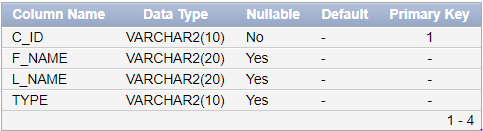 Column Name Data Type Nullable Default Primary Key
C_ID VARCHAR2(10) No - 1
F_NAME VARCHAR2(20) Yes - -
L_NAME VARCHAR2(20) Yes - -
TYPE VARCHAR2(10) Yes - -
1 - 4